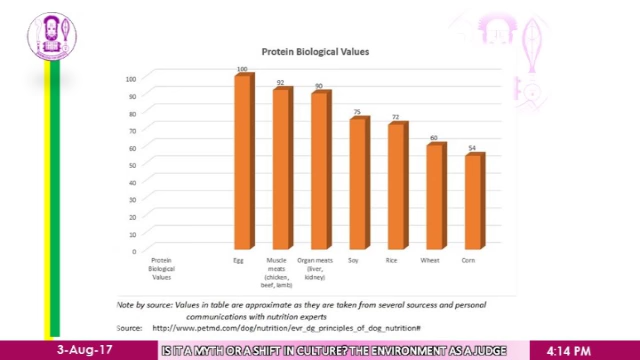 Protein Biological Values
100
92
90
75
72
60
54
100
90
80
70
60
50
40
30
20
10
0
Protein
Biological
Values
Egg
Muscle
meats
(chicken,
beef, lamb)
Organ meats
(liver,
kidney)
Soy
Rice
Wheat
Corn
Note by source: Values in table are approximate as they are taken from several sourcess and personal
communications with nutrition experts
Source: http://www.petmd.com/dog/nutrition/evr_dg_principles_of_dog_nutrition#
3-Aug-17
IS IT A MYTH OR A SHIFT IN CULTURE? THE ENVIRONMENT AS A JUDGE
4:14 PM